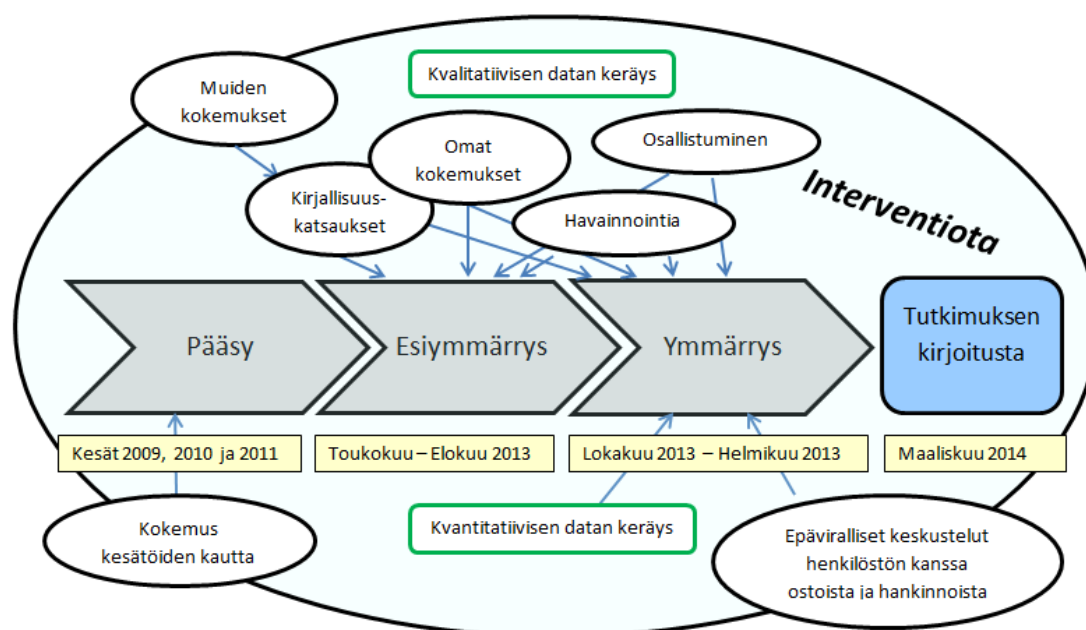 Kvalitatiivisen datan keräys
Muiden
kokemukset
Omat
kokemukset
Osallistuminen
Kirjallisuus-
katsaukset
Havainnointia
Interventiota
Pääsy
Esiymmärrys
Ymmärrys
Tutkimuksen
kirjoitusta
Kesät 2009, 2010 ja 2011
Toukokuu – Elokuu 2013
Lokakuu 2013 – Helmikuu 2013
Maaliskuu 2014
Kokemus
kesätöiden kautta
Kvantitatiivisen datan keräys
Epäviralliset keskustelut
henkilöstön kanssa
ostoista ja hankinnoista